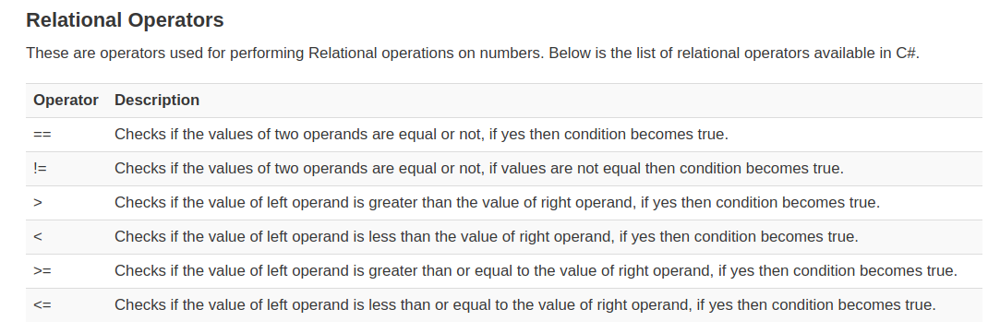 Relational Operators
These are operators used for performing Relational operations on numbers. Below is the list of relational operators available in C#.
Operator Description
== Checks if the values of two operands are equal or not, if yes then condition becomes true.
!= Checks if the values of two operands are equal or not, if values are not equal then condition becomes true.
> Checks if the value of left operand is greater than the value of right operand, if yes then condition becomes true.
< Checks if the value of left operand is less than the value of right operand, if yes then condition becomes true.
>= Checks if the value of left operand is greater than or equal to the value of right operand, if yes then condition becomes true.
<= Checks if the value of left operand is less than or equal to the value of right operand, if yes then condition becomes true.